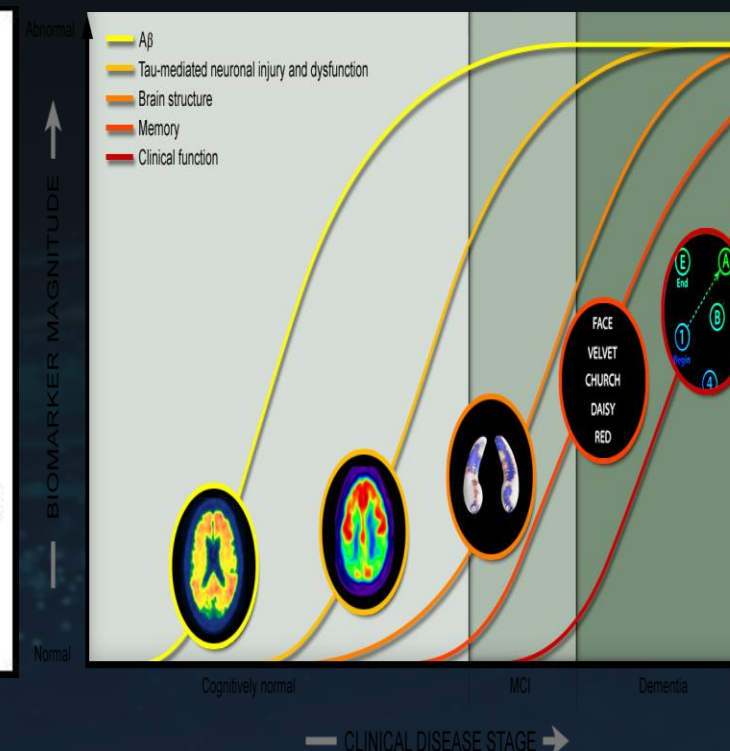 Abnormal
Aβ
Tau-mediated neuronal injury and dysfunction
Brain structure
Memory
Clinical function
BIOMARKER MAGNITUDE
E
End
A
B
1
Begin
4
FACE
VELVET
CHURCH
DAISY
RED
Normal
Cognitively normal
MCI
Dementia
CLINICAL DISEASE STAGE